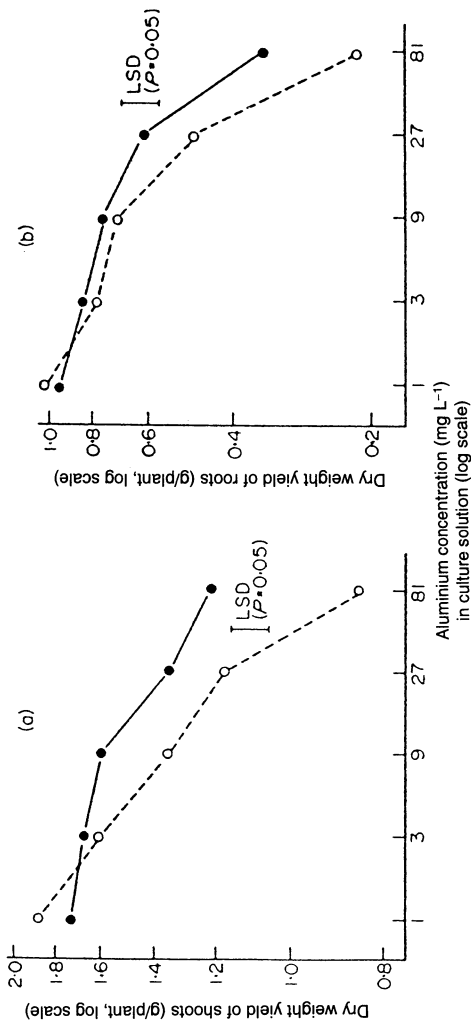 (a)
Dry weight yield of shoots (g/plant, log scale)
2·0
1·8
1·6
1·4
1·2
1·0
0·8
LSD
(P=0·05)
1
3
9
27
81
(b)
Dry weight yield of roots (g/plant, log scale)
1·0
0·8
0·6
0·4
0·2
LSD
(P=0·05)
1
3
9
27
81
Aluminium concentration (mg L⁻¹)
in culture solution (log scale)